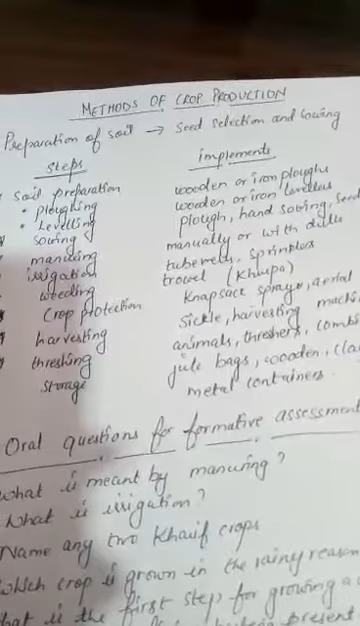 METHODS OF CROP PRODUCTION
Preparation of soil → Seed selection and sowing
Steps implements
Soil preparation
• Ploughing wooden or iron ploughs
• Levelling wooden or iron levellers
Sowing plough, hand sowing, seed
manuring manually or with drills
irrigation tubewells, sprinklers
weeding trowel (Khurpa)
Crop protection Knapsack sprays, aerial
harvesting Sickle, harvesting
threshing animals, threshers,
storage jute bags, wooden,
metal containers.
Oral questions for formative assessment
What is meant by manuring?
What is irrigation?
Name any two Kharif crops
Which crop is grown in the rainy reason
What is the first step for growing a
present